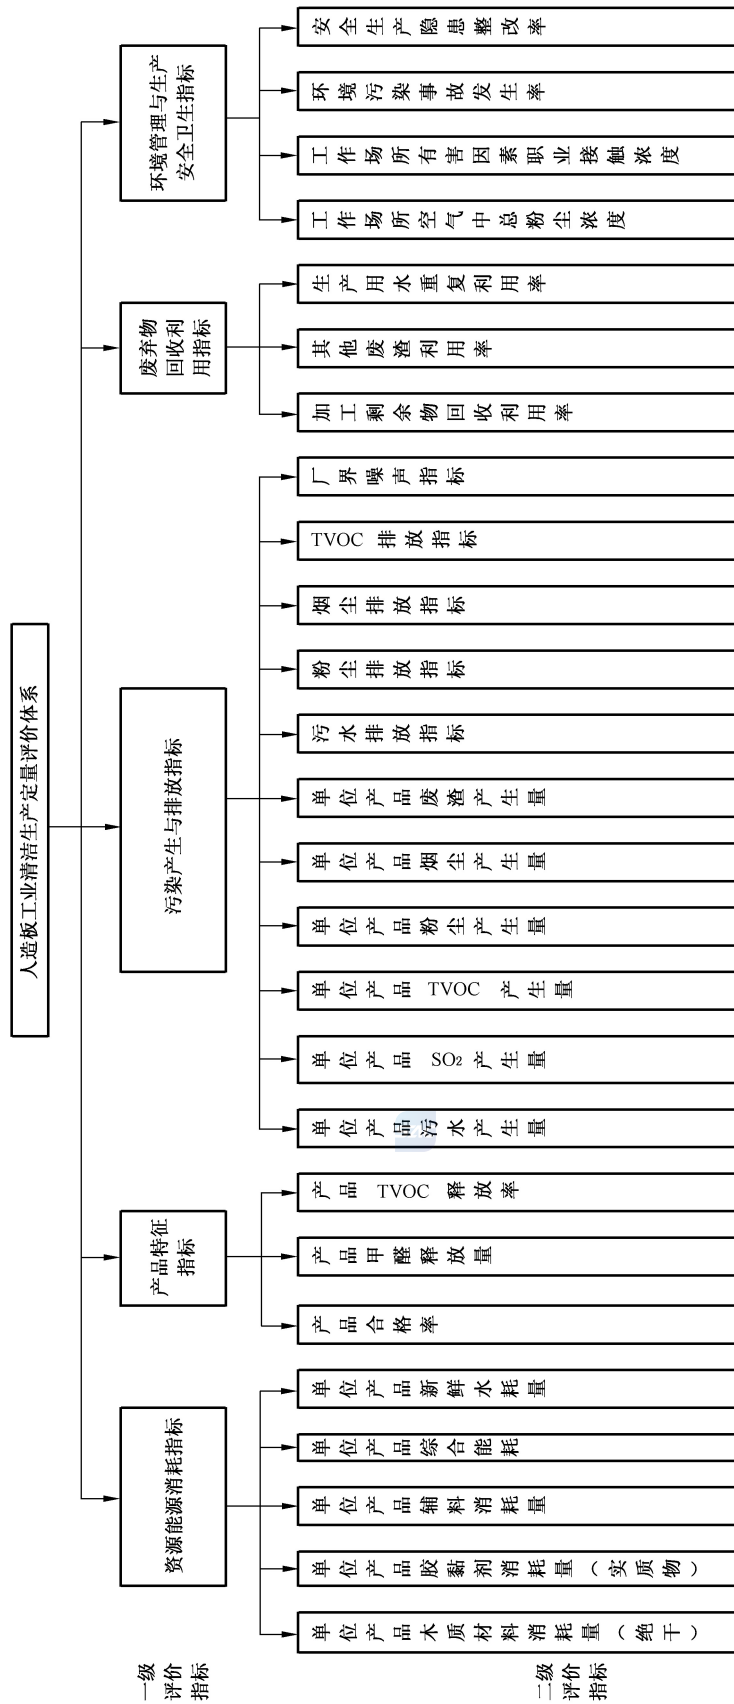 人造板工业清洁生产定量评价体系
一级
评价
指标
资源能源消耗指标
产品特征
指标
污染产生与排放指标
废弃物
回收利
用指标
环境管理与生产
安全卫生指标
二级
评价
指标
单位产品木质材料消耗量（绝干）
单位产品胶黏剂消耗量（实质物）
单位产品辅料消耗量
单位产品综合能耗
单位产品新鲜水耗量
产品合格率
产品甲醛释放量
产品 TVOC 释放率
单位产品污水产生量
单位产品 SO₂ 产生量
单位产品 TVOC 产生量
单位产品粉尘产生量
单位产品烟尘产生量
单位产品废渣产生量
污水排放指标
粉尘排放指标
烟尘排放指标
TVOC 排放指标
厂界噪声指标
加工剩余物回收利用率
其他废渣利用率
生产用水重复利用率
工作场所空气中总粉尘浓度
工作场所有害因素职业接触浓度
环境污染事故发生率
安全生产隐患整改率